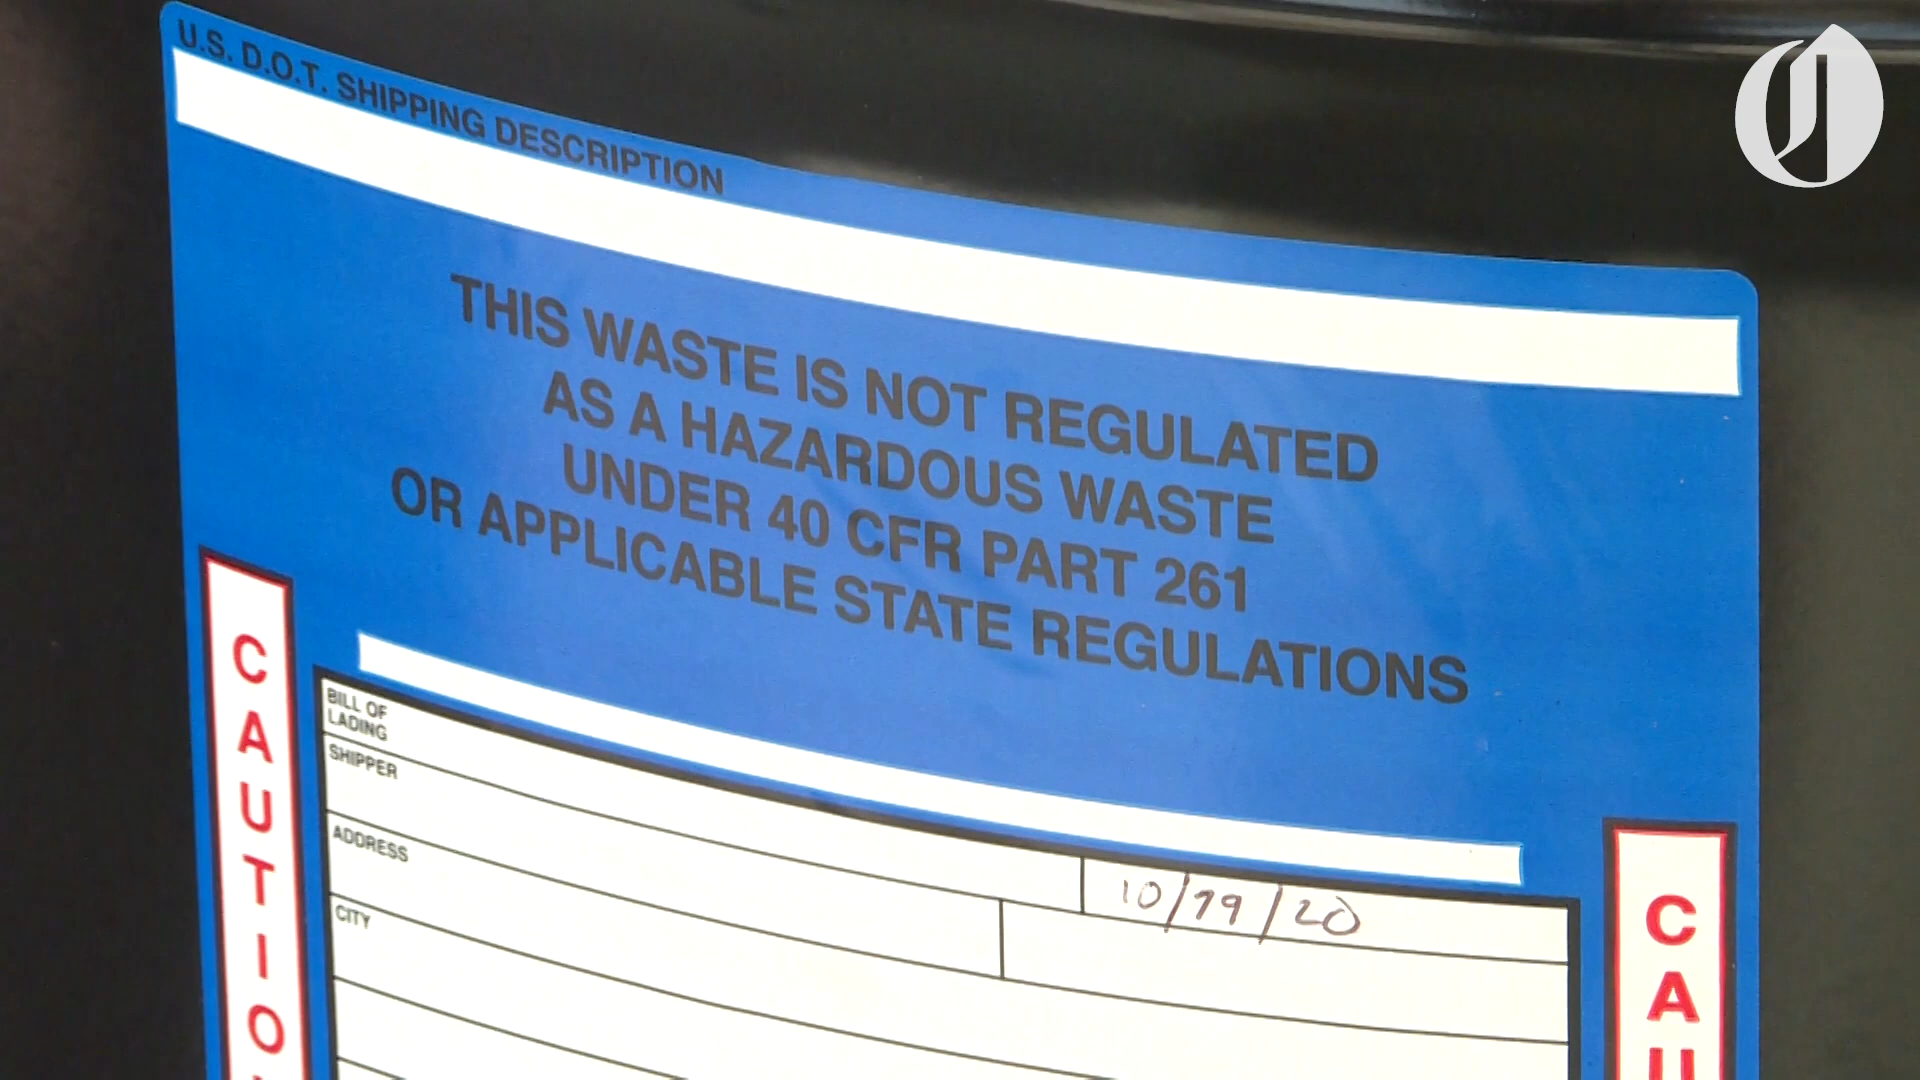 U.S. D.O.T. SHIPPING DESCRIPTION
THIS WASTE IS NOT REGULATED
AS A HAZARDOUS WASTE
UNDER 40 CFR PART 261
OR APPLICABLE STATE REGULATIONS
CAUTIO
BILL OF
LADING
10/79/20
SHIPPER
ADDRESS
CITY
CAU